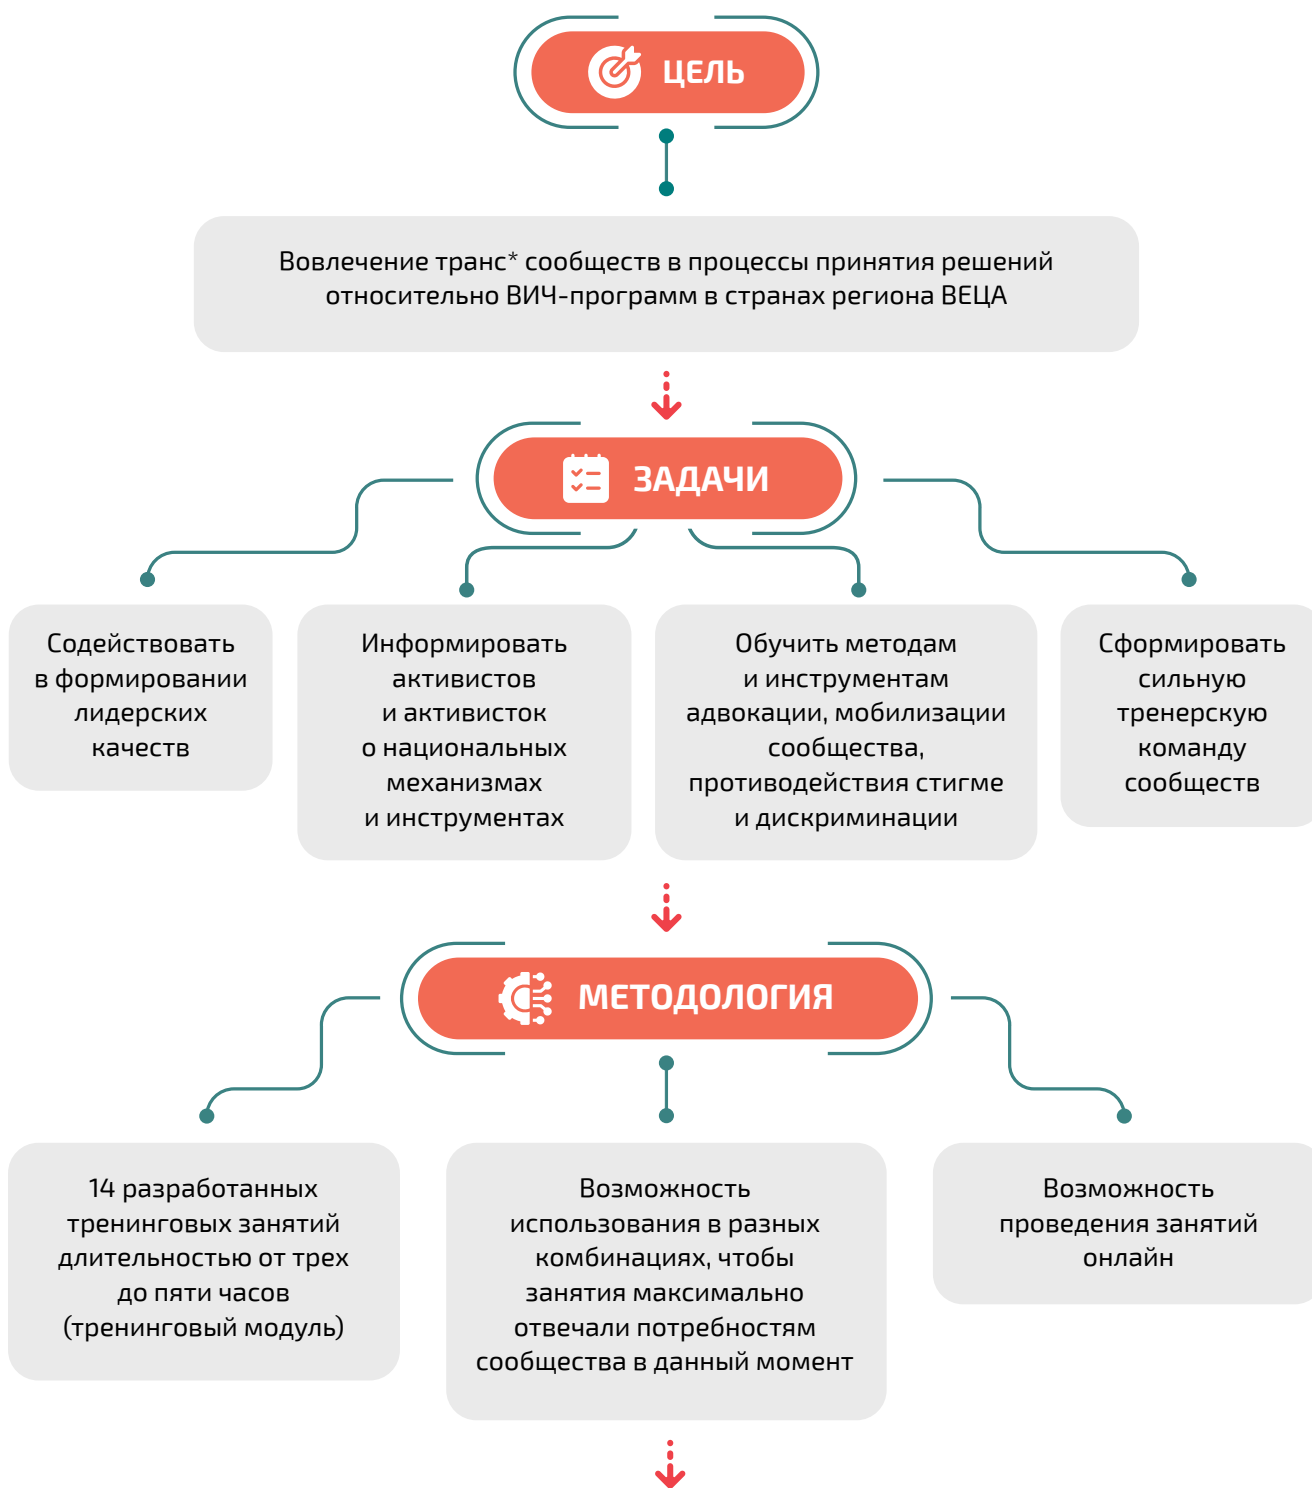 ЦЕЛЬ
Вовлечение транс* сообществ в процессы принятия решений
относительно ВИЧ-программ в странах региона ВЕЦА
ЗАДАЧИ
Содействовать
в формировании
лидерских
качеств
Информировать
активистов
и активисток
о национальных
механизмах
и инструментах
Обучить методам
и инструментам
адвокации, мобилизации
сообщества,
противодействия стигме
и дискриминации
Сформировать
сильную
тренерскую
команду
сообществ
МЕТОДОЛОГИЯ
14 разработанных
тренинговых занятий
длительностью от трех
до пяти часов
(тренинговый модуль)
Возможность
использования в разных
комбинациях, чтобы
занятия максимально
отвечали потребностям
сообщества в данный момент
Возможность
проведения занятий
онлайн